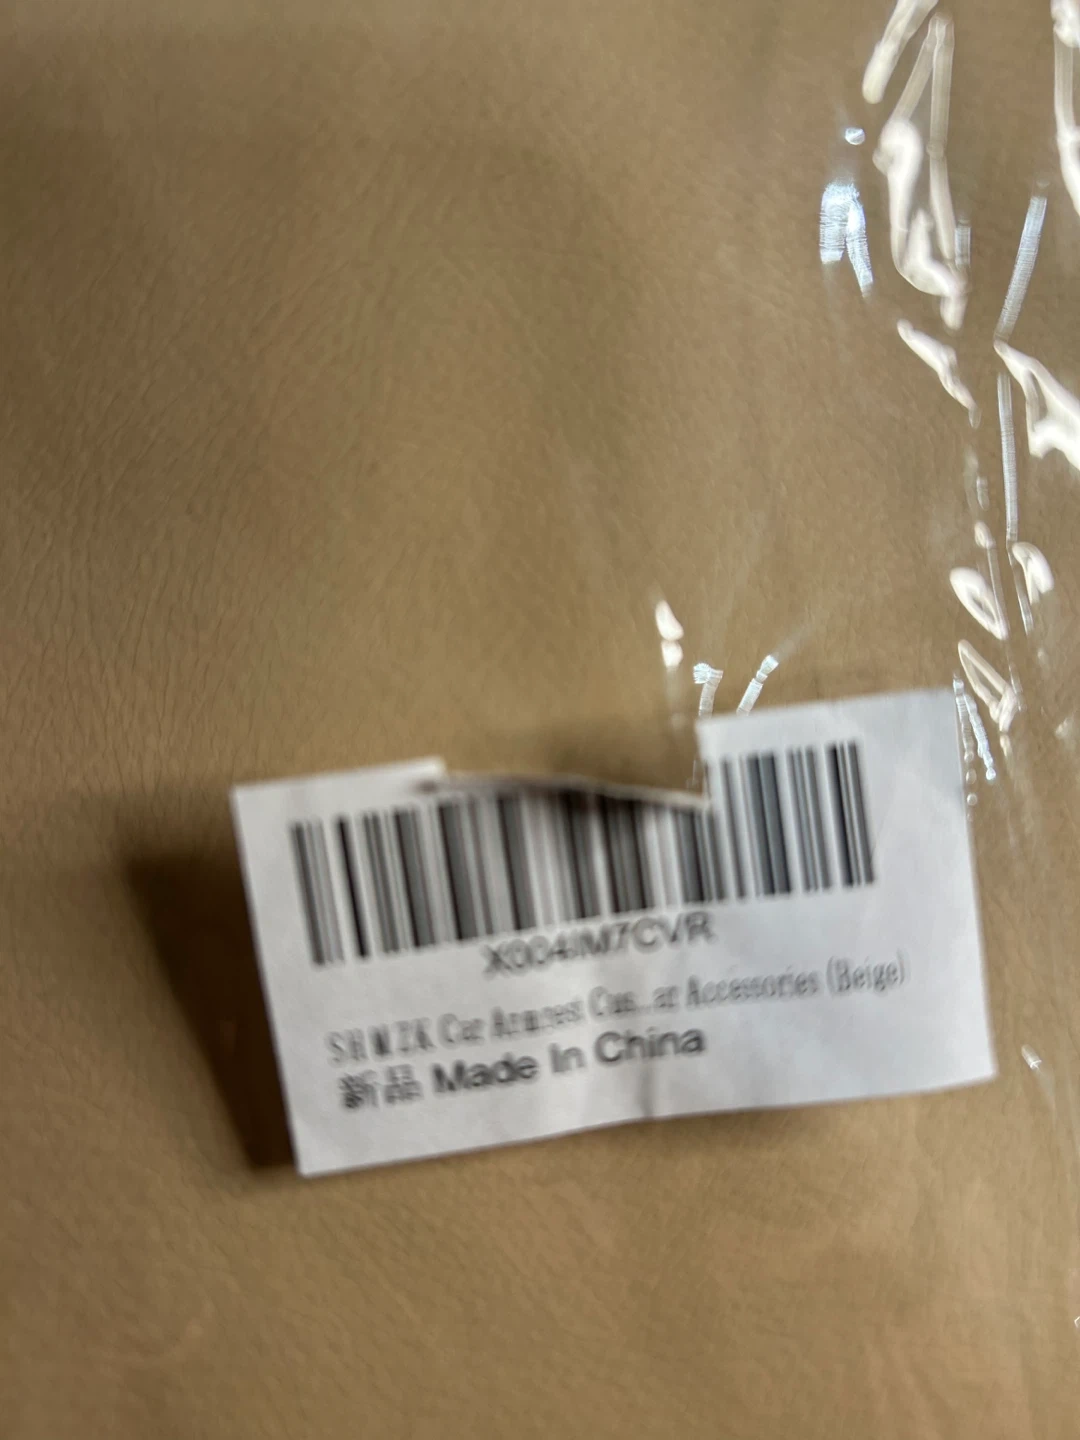 X004IM7CVR
SHMZK Car Armrest Cus...ar Accessories (Beige)
新品 Made In China